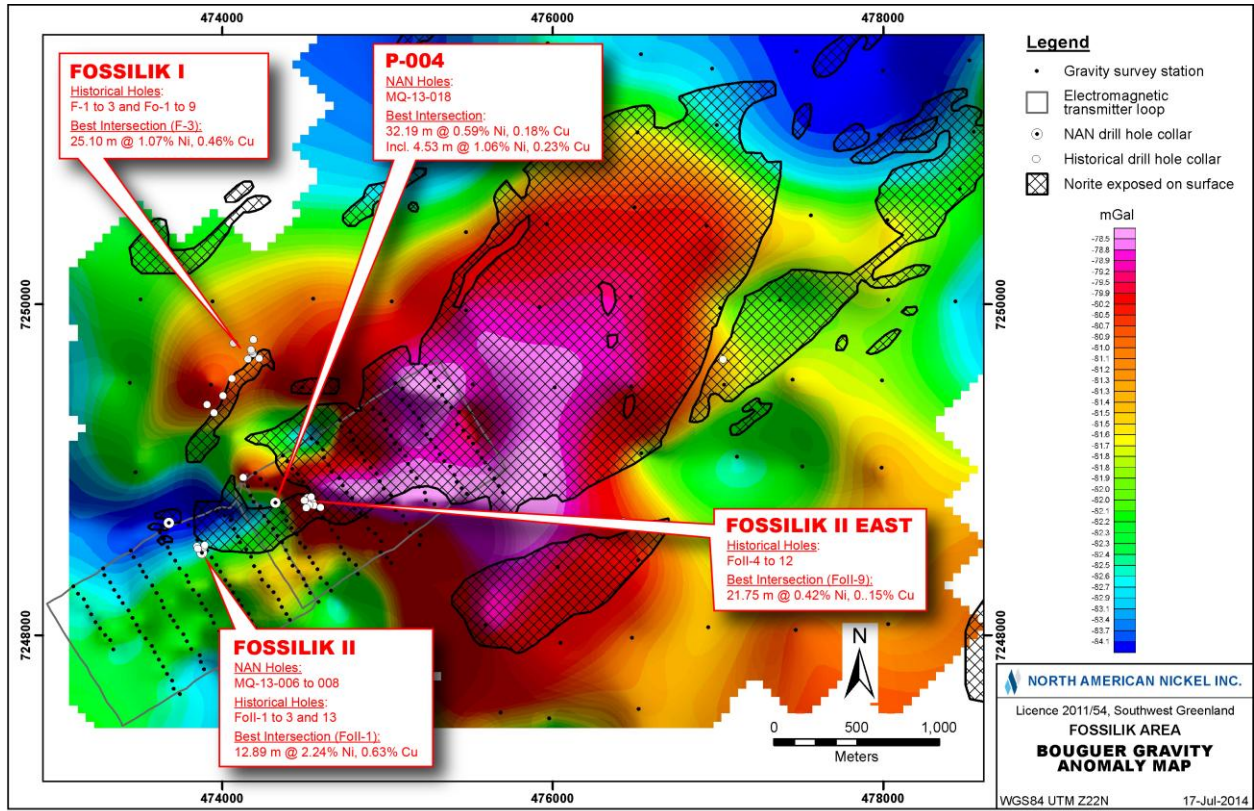 474000
476000
478000
FOSSILIK I
Historical Holes:
F-1 to 3 and Fo-1 to 9
Best Intersection (F-3):
25.10 m @ 1.07% Ni, 0.46% Cu
P-004
NAN Holes:
MQ-13-018
Best Intersection:
32.19 m @ 0.59% Ni, 0.18% Cu
Incl. 4.53 m @ 1.06% Ni, 0.23% Cu
7250000
7250000
7248000
7248000
FOSSILIK II EAST
Historical Holes:
FoII-4 to 12
Best Intersection (FoII-9):
21.75 m @ 0.42% Ni, 0..15% Cu
FOSSILIK II
NAN Holes:
MQ-13-006 to 008
Historical Holes:
FoII-1 to 3 and 13
Best Intersection (FoII-1):
12.89 m @ 2.24% Ni, 0.63% Cu
N
0 500 1,000
Meters
474000
476000
478000
Legend
Gravity survey station
Electromagnetic
transmitter loop
NAN drill hole collar
Historical drill hole collar
Norite exposed on surface
mGal
-78.5
-78.8
-78.9
-79.2
-79.5
-79.9
-80.2
-80.5
-80.7
-80.9
-81.0
-81.1
-81.2
-81.3
-81.4
-81.5
-81.6
-81.7
-81.8
-81.9
-82.0
-82.1
-82.2
-82.3
-82.4
-82.6
-82.7
-82.9
-83.1
-83.4
-83.7
-84.1
NORTH AMERICAN NICKEL INC.
Licence 2011/54, Southwest Greenland
FOSSILIK AREA
BOUGUER GRAVITY
ANOMALY MAP
WGS84 UTM Z22N 17-Jul-2014